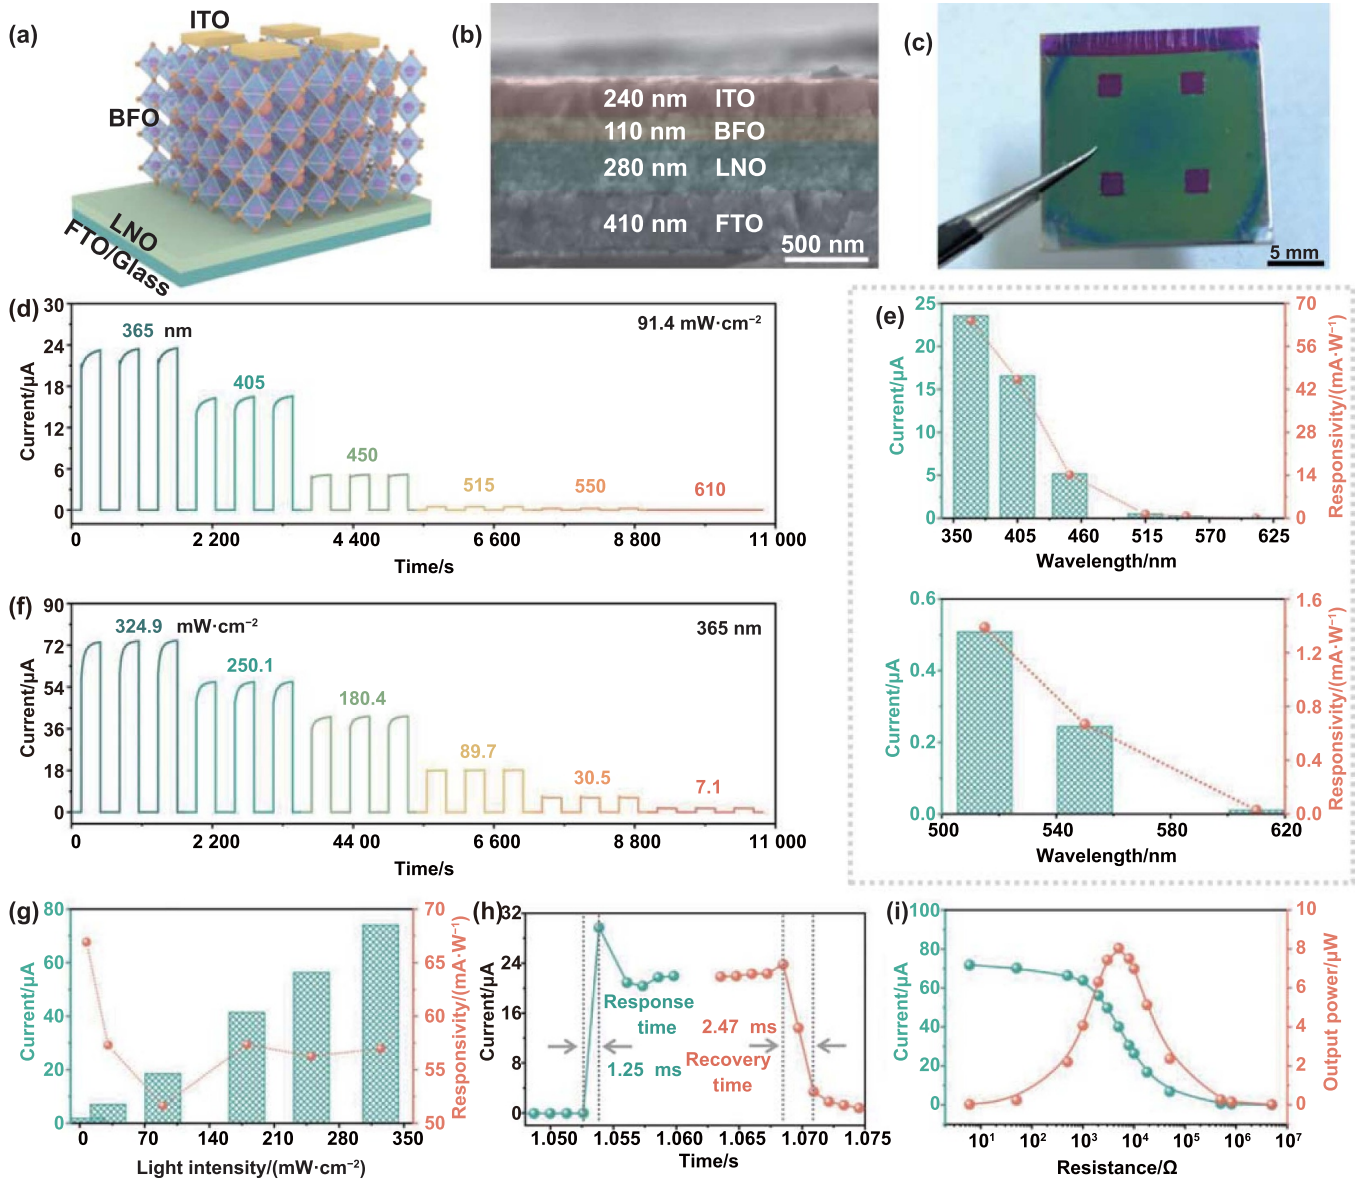 (a)
ITO
BFO
LNO
FTO/Glass
(b)
240 nm ITO
110 nm BFO
280 nm LNO
410 nm FTO
500 nm
(c)
5 mm
(d)
30
24
18
12
6
0
Current/μA
365 nm
405
450
515
550
610
91.4 mW·cm⁻²
0
2 200
4 400
6 600
8 800
11 000
Time/s
(e)
25
20
15
10
5
0
Current/μA
70
56
42
28
14
0
Responsivity/(mA·W⁻¹)
350
405
460
515
570
625
Wavelength/nm
0.6
0.4
0.2
0.0
Current/μA
1.6
1.2
0.8
0.4
0.0
Responsivity/(mA·W⁻¹)
500
540
580
620
Wavelength/nm
(f)
90
72
54
36
18
0
Current/μA
324.9 mW·cm⁻²
250.1
180.4
89.7
30.5
7.1
365 nm
0
2 200
44 00
6 600
8 800
11 000
Time/s
(g)
80
60
40
20
0
Current/μA
70
65
60
55
50
Responsivity/(mA·W⁻¹)
0
70
140
210
280
350
Light intensity/(mW·cm⁻²)
(h)
32
24
16
8
0
Current/μA
Response
time
1.25 ms
2.47 ms
Recovery
time
1.050
1.055
1.060
1.065
1.070
1.075
Time/s
(i)
100
80
60
40
20
0
Current/μA
10
8
6
4
2
0
Output power/μW
10¹
10²
10³
10⁴
10⁵
10⁶
10⁷
Resistance/Ω